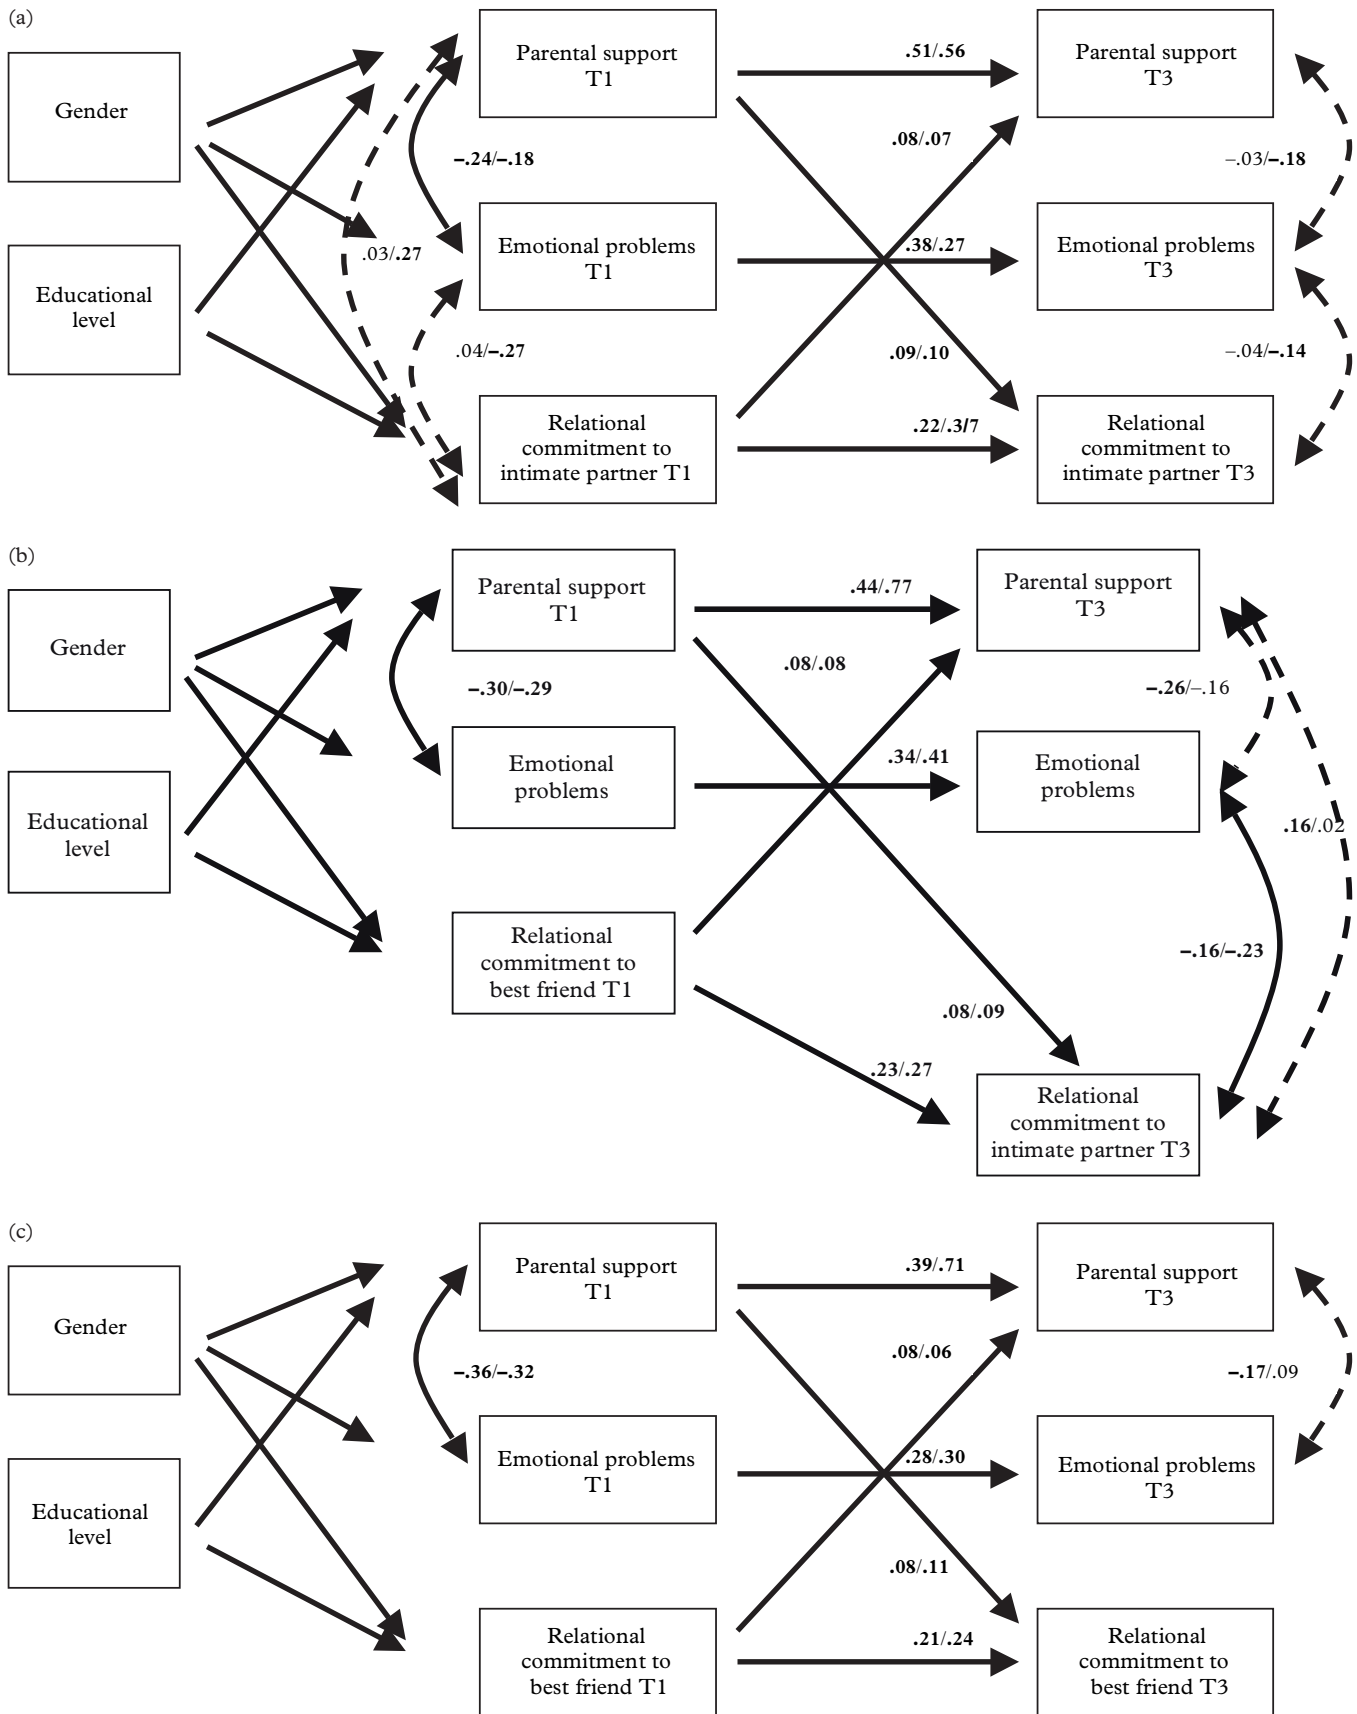 (a)
Gender
Educational
level
Parental support
T1
Emotional problems
T1
Relational
commitment to
intimate partner T1
Parental support
T3
Emotional problems
T3
Relational
commitment to
intimate partner T3
.51/.56
.08/.07
–.24/–.18
–.03/–.18
.03/.27
.38/.27
.04/–.27
.09/.10
–.04/–.14
.22/.3/7
(b)
Gender
Educational
level
Parental support
T1
Emotional
problems
Relational
commitment to
best friend T1
Parental support
T3
Emotional
problems
Relational
commitment to
intimate partner T3
.44/.77
.08/.08
–.30/–.29
–.26/–.16
.34/.41
.16/.02
–.16/–.23
.08/.09
.23/.27
(c)
Gender
Educational
level
Parental support
T1
Emotional problems
T1
Relational
commitment to
best friend T1
Parental support
T3
Emotional problems
T3
Relational
commitment to
best friend T3
.39/.71
.08/.06
–.36/–.32
–.17/.09
.28/.30
.08/.11
.21/.24